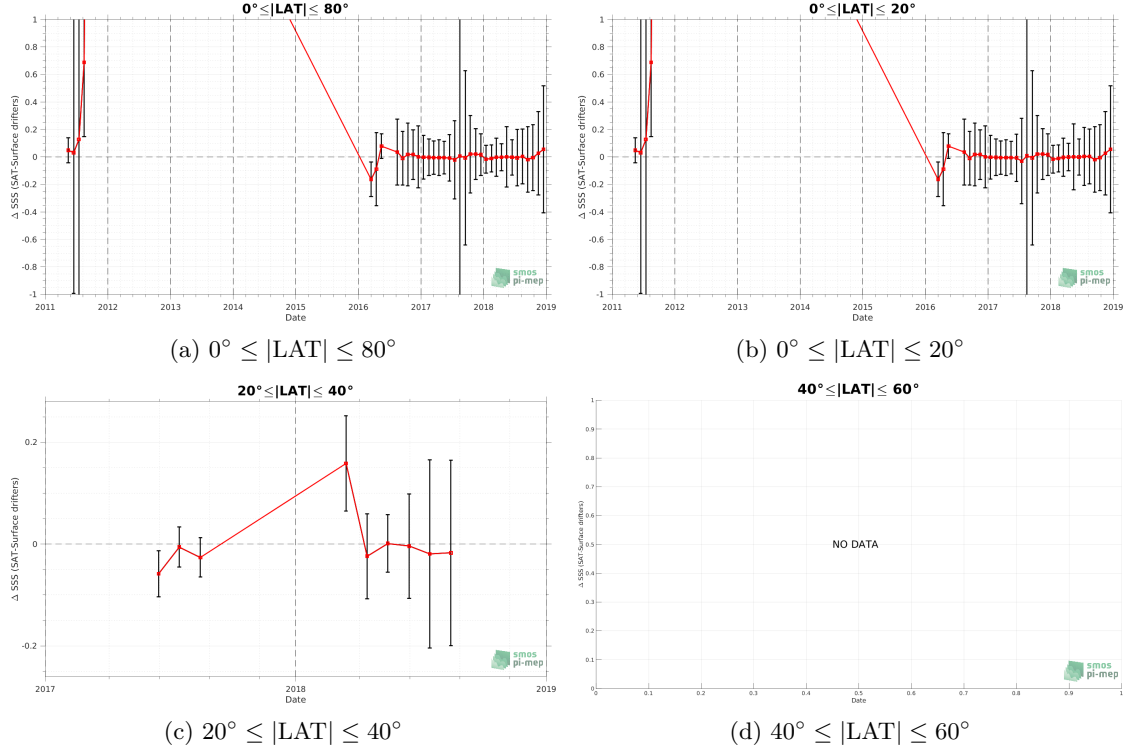 0°≤|LAT|≤ 80°
1
0.8
0.6
0.4
0.2
0
-0.2
-0.4
-0.6
-0.8
-1
Δ SSS (SAT-Surface drifters)
2011 2012 2013 2014 2015 2016 2017 2018 2019
Date
smos
pi-mep
(a) 0° ≤ |LAT| ≤ 80°
0°≤|LAT|≤ 20°
1
0.8
0.6
0.4
0.2
0
-0.2
-0.4
-0.6
-0.8
-1
Δ SSS (SAT-Surface drifters)
2011 2012 2013 2014 2015 2016 2017 2018 2019
Date
smos
pi-mep
(b) 0° ≤ |LAT| ≤ 20°
20°≤|LAT|≤ 40°
0.2
0
-0.2
Δ SSS (SAT-Surface drifters)
2017 2018 2019
Date
smos
pi-mep
(c) 20° ≤ |LAT| ≤ 40°
40°≤|LAT|≤ 60°
1
0.9
0.8
0.7
0.6
0.5
0.4
0.3
0.2
0.1
0
Δ SSS (SAT-Surface drifters)
NO DATA
0 0.1 0.2 0.3 0.4 0.5 0.6 0.7 0.8 0.9 1
Date
smos
pi-mep
(d) 40° ≤ |LAT| ≤ 60°